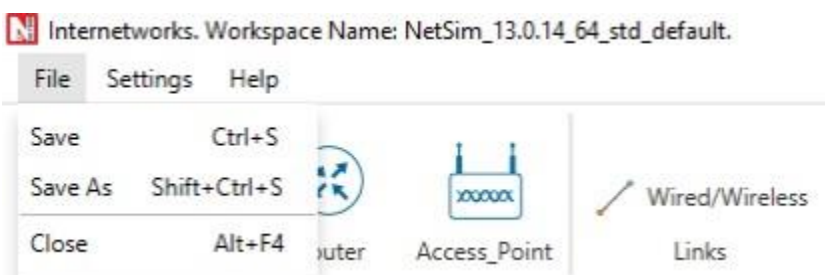 Internetworks. Workspace Name: NetSim_13.0.14_64_std_default.
File Settings Help
Save Ctrl+S
Save As Shift+Ctrl+S
Close Alt+F4
uter Access_Point
Wired/Wireless
Links